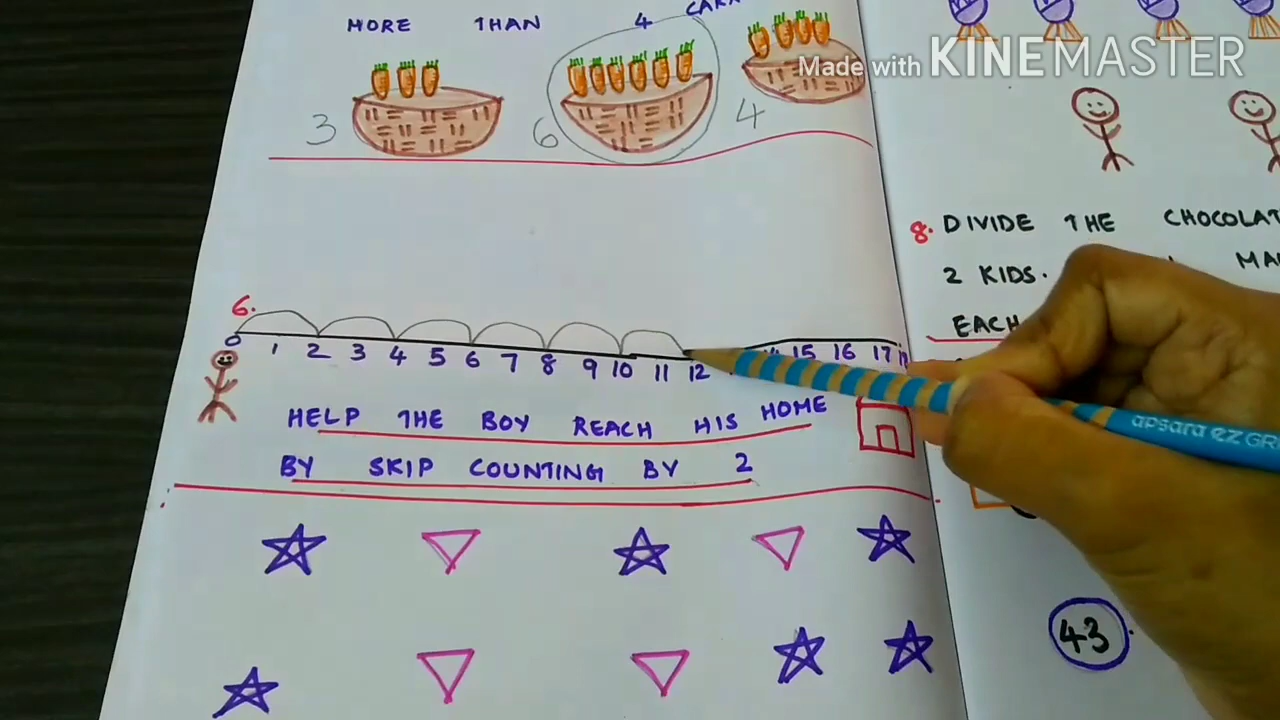 MORE THAN 4
Made with KINEMASTER
3 6 4
8. DIVIDE THE
2 KIDS.
EACH
6.
0 1 2 3 4 5 6 7 8 9 10 11 12 15 16 17
HELP THE BOY REACH HIS HOME
BY SKIP COUNTING BY 2
apsara ez
43